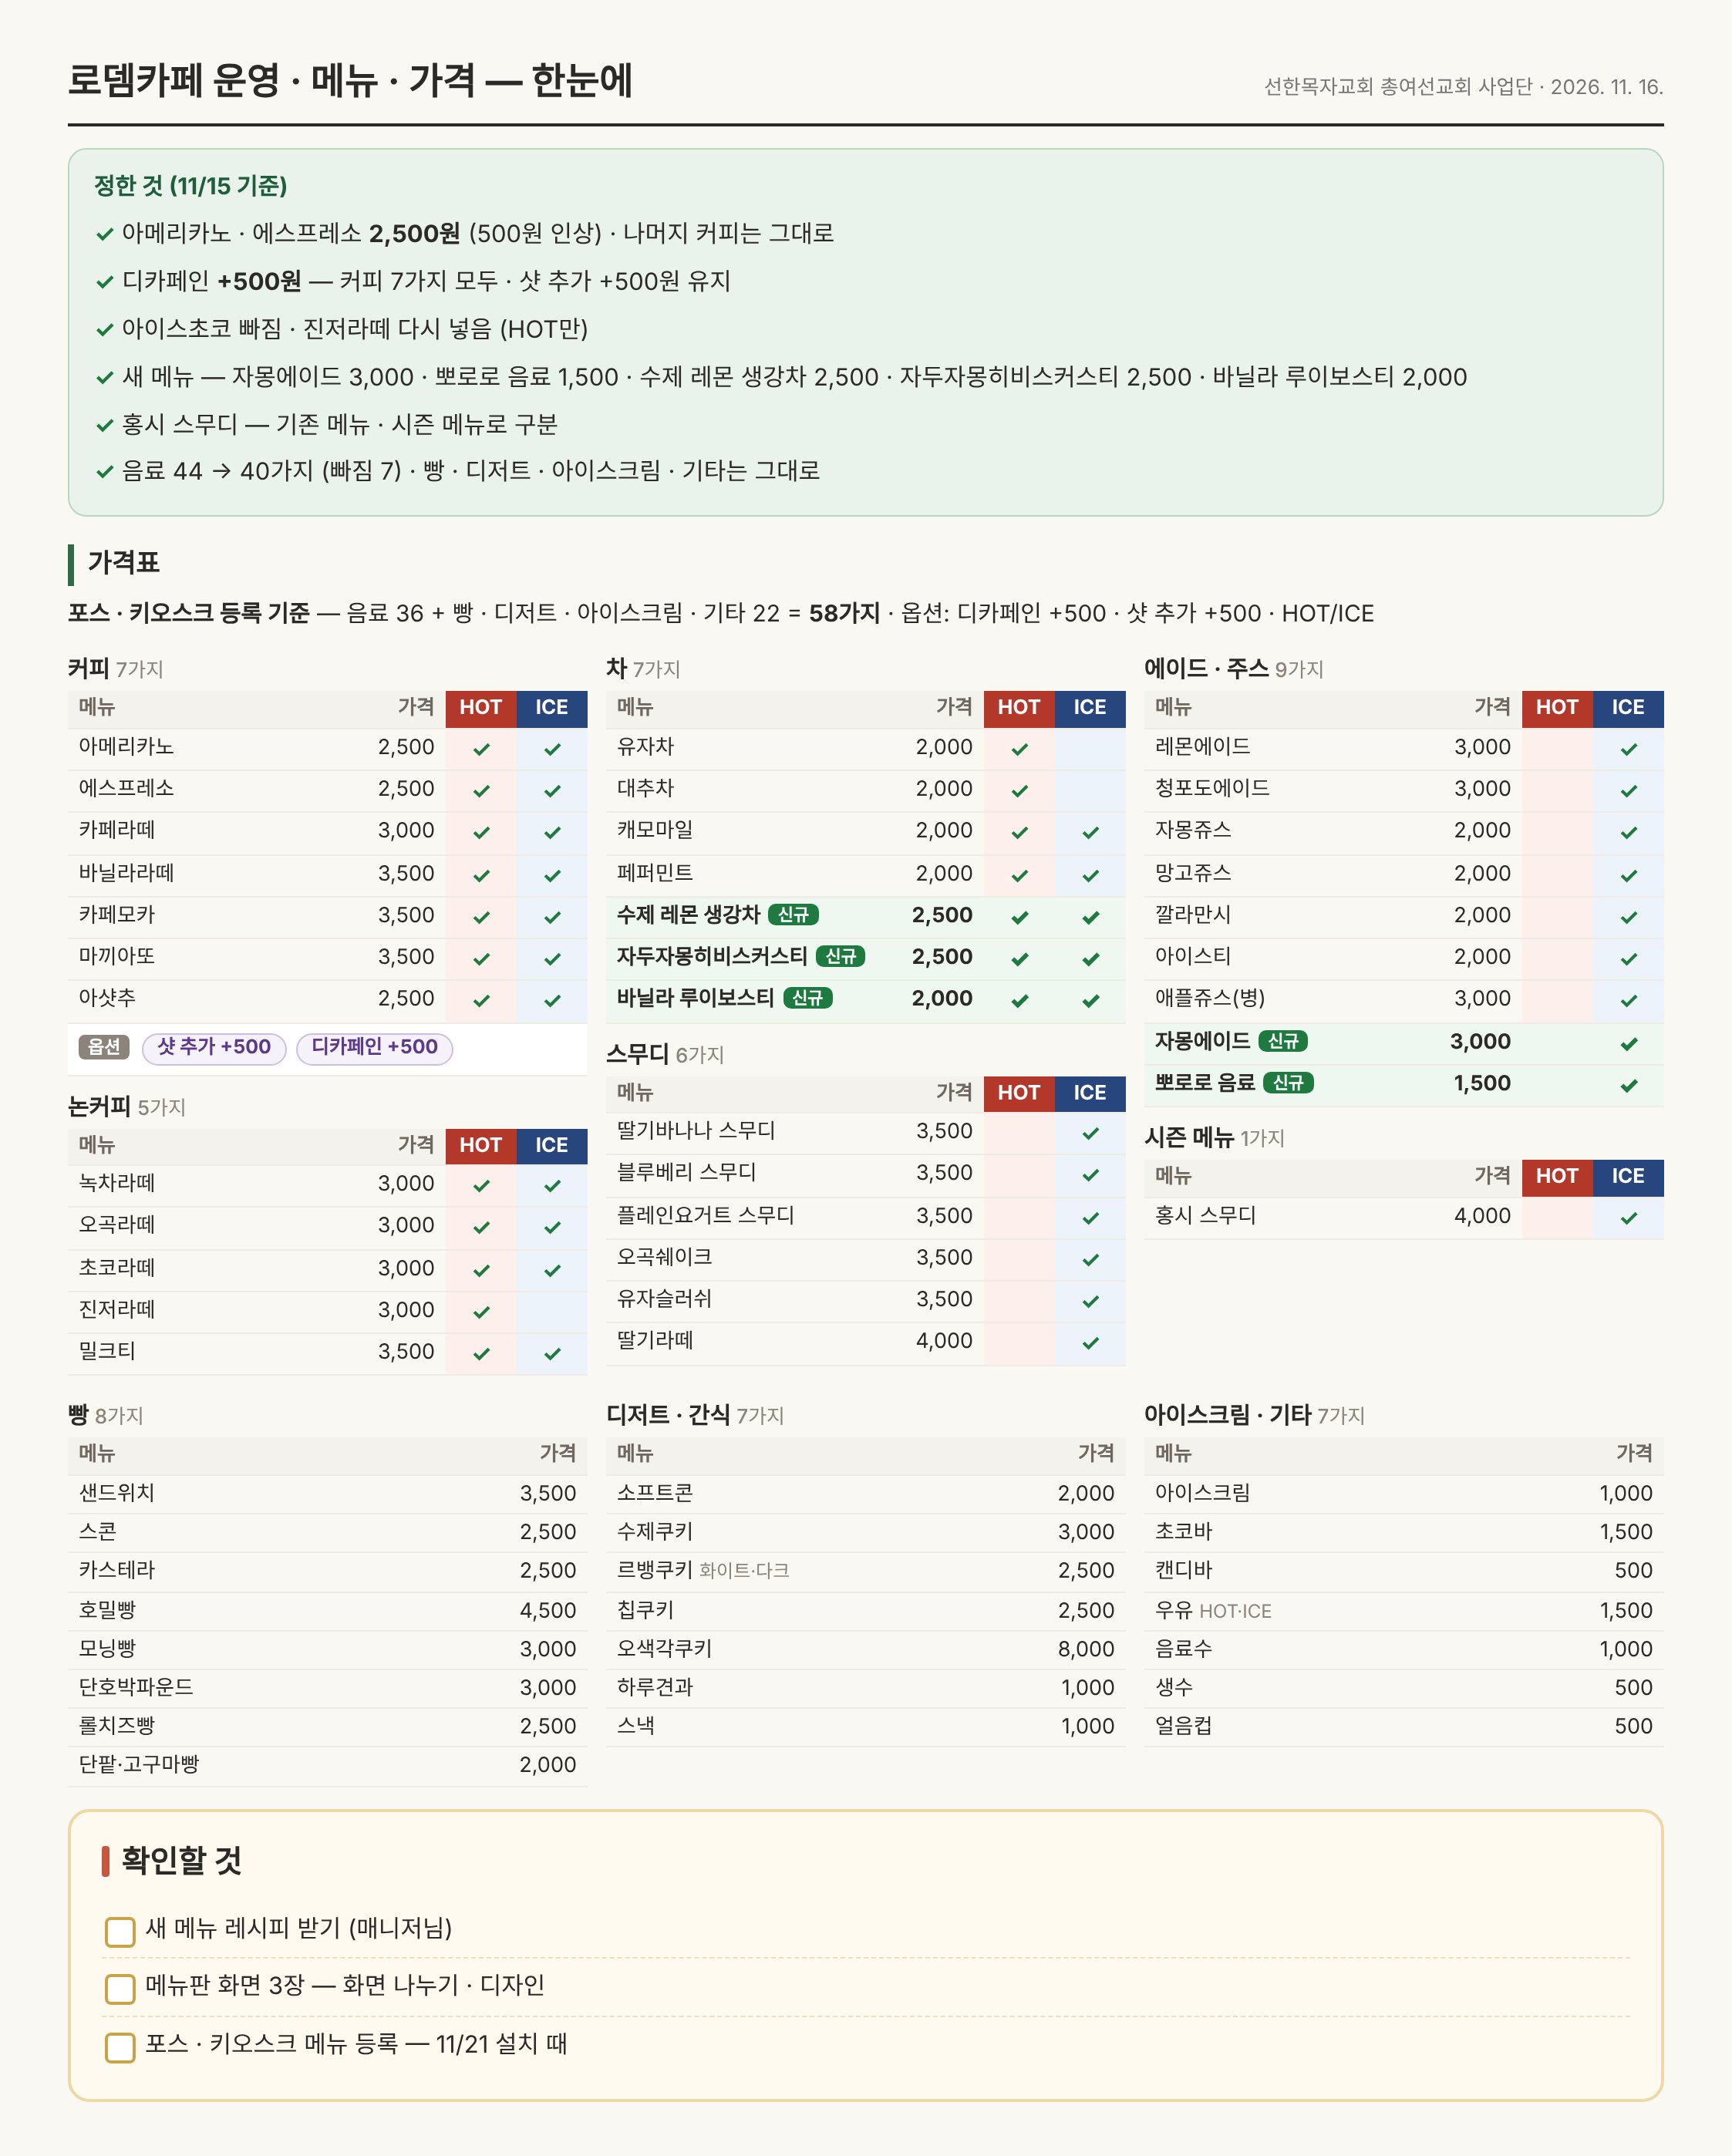 로뎀카페 운영 · 메뉴 · 가격 — 한눈에
선한목자교회 총여선교회 사업단 · 2026. 11. 16.
정한 것 (11/15 기준)
✓ 아메리카노 · 에스프레소 2,500원 (500원 인상) · 나머지 커피는 그대로
✓ 디카페인 +500원 — 커피 7가지 모두 · 샷 추가 +500원 유지
✓ 아이스초코 빠짐 · 진저라떼 다시 넣음 (HOT만)
✓ 새 메뉴 — 자몽에이드 3,000 · 뽀로로 음료 1,500 · 수제 레몬 생강차 2,500 · 자두자몽히비스커스티 2,500 · 바닐라 루이보스티 2,000
✓ 홍시 스무디 — 기존 메뉴 · 시즌 메뉴로 구분
✓ 음료 44 → 40가지 (빠짐 7) · 빵 · 디저트 · 아이스크림 · 기타는 그대로
가격표
포스 · 키오스크 등록 기준 — 음료 36 + 빵 · 디저트 · 아이스크림 · 기타 22 = 58가지 · 옵션: 디카페인 +500 · 샷 추가 +500 · HOT/ICE
커피 7가지
메뉴 가격 HOT ICE
아메리카노 2,500 ✓ ✓
에스프레소 2,500 ✓ ✓
카페라떼 3,000 ✓ ✓
바닐라라떼 3,500 ✓ ✓
카페모카 3,500 ✓ ✓
마끼아또 3,500 ✓ ✓
아샷추 2,500 ✓ ✓
옵션 샷 추가 +500 디카페인 +500
논커피 5가지
메뉴 가격 HOT ICE
녹차라떼 3,000 ✓ ✓
오곡라떼 3,000 ✓ ✓
초코라떼 3,000 ✓ ✓
진저라떼 3,000 ✓
밀크티 3,500 ✓ ✓
차 7가지
메뉴 가격 HOT ICE
유자차 2,000 ✓
대추차 2,000 ✓
캐모마일 2,000 ✓ ✓
페퍼민트 2,000 ✓ ✓
수제 레몬 생강차 신규 2,500 ✓ ✓
자두자몽히비스커스티 신규 2,500 ✓ ✓
바닐라 루이보스티 신규 2,000 ✓ ✓
스무디 6가지
메뉴 가격 HOT ICE
딸기바나나 스무디 3,500 ✓
블루베리 스무디 3,500 ✓
플레인요거트 스무디 3,500 ✓
오곡쉐이크 3,500 ✓
유자슬러쉬 3,500 ✓
딸기라떼 4,000 ✓
에이드 · 주스 9가지
메뉴 가격 HOT ICE
레몬에이드 3,000 ✓
청포도에이드 3,000 ✓
자몽쥬스 2,000 ✓
망고쥬스 2,000 ✓
깔라만시 2,000 ✓
아이스티 2,000 ✓
애플쥬스(병) 3,000 ✓
자몽에이드 신규 3,000 ✓
뽀로로 음료 신규 1,500 ✓
시즌 메뉴 1가지
메뉴 가격 HOT ICE
홍시 스무디 4,000 ✓
빵 8가지
메뉴 가격
샌드위치 3,500
스콘 2,500
카스테라 2,500
호밀빵 4,500
모닝빵 3,000
단호박파운드 3,000
롤치즈빵 2,500
단팥·고구마빵 2,000
디저트 · 간식 7가지
메뉴 가격
소프트콘 2,000
수제쿠키 3,000
르뱅쿠키 화이트·다크 2,500
칩쿠키 2,500
오색각쿠키 8,000
하루견과 1,000
스낵 1,000
아이스크림 · 기타 7가지
메뉴 가격
아이스크림 1,000
초코바 1,500
캔디바 500
우유 HOT·ICE 1,500
음료수 1,000
생수 500
얼음컵 500
확인할 것
새 메뉴 레시피 받기 (매니저님)
메뉴판 화면 3장 — 화면 나누기 · 디자인
포스 · 키오스크 메뉴 등록 — 11/21 설치 때